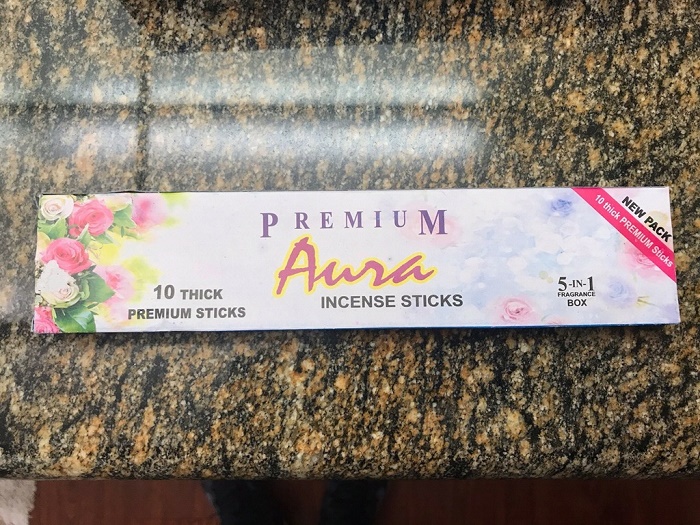 PREMIUM
Aura
INCENSE STICKS
10 THICK
PREMIUM STICKS
5-IN-1
FRAGRANCE
BOX
NEW PACK
10 thick PREMIUM Sticks